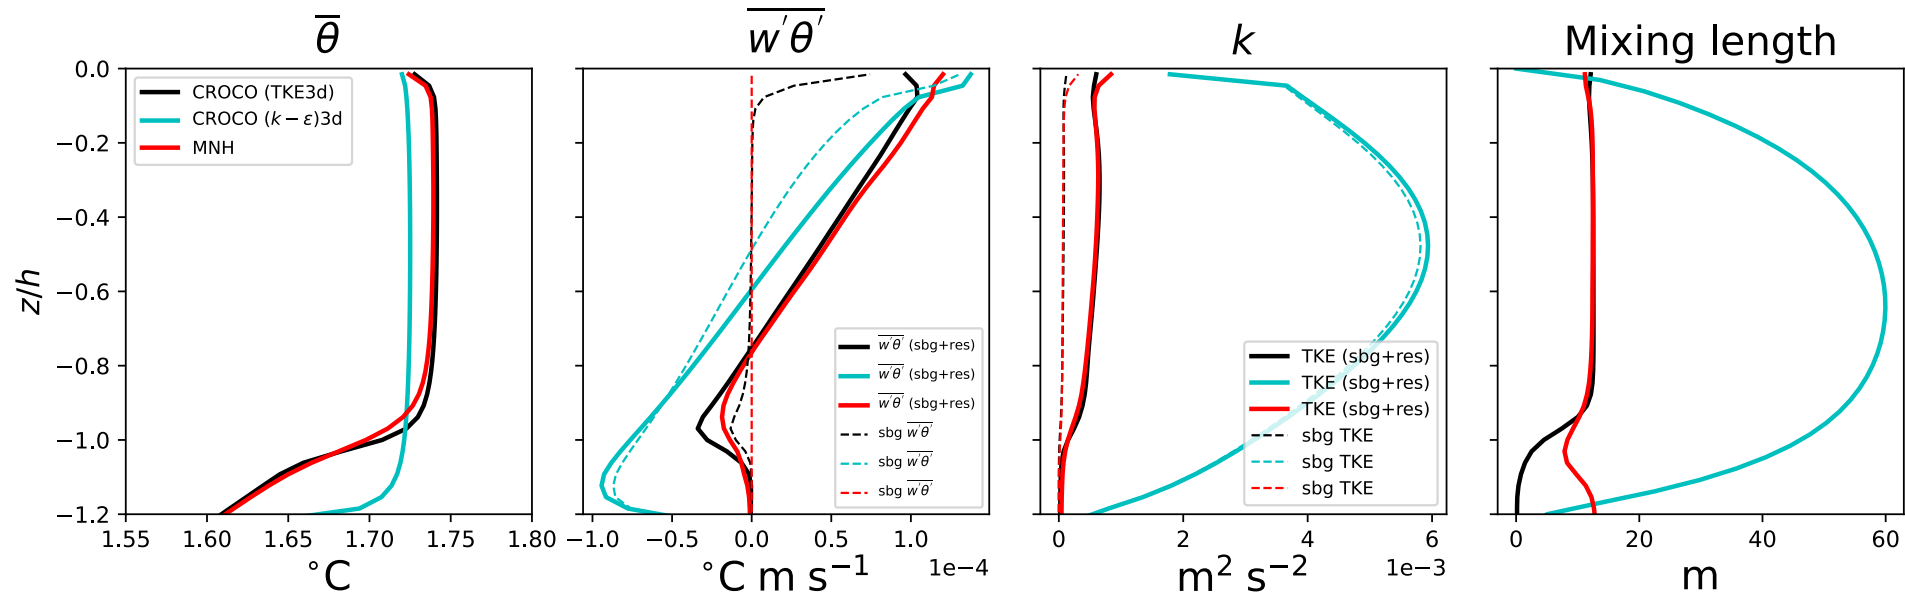 θ̅
w′θ′
k
Mixing length
z/h
0.0
−0.2
−0.4
−0.6
−0.8
−1.0
−1.2
CROCO (TKE3d)
CROCO (k − ε)3d
MNH
1.55 1.60 1.65 1.70 1.75 1.80
°C
w′θ′ (sbg+res)
w′θ′ (sbg+res)
w′θ′ (sbg+res)
sbg w′θ′
sbg w′θ′
sbg w′θ′
−1.0 −0.5 0.0 0.5 1.0
1e−4
°C m s⁻¹
TKE (sbg+res)
TKE (sbg+res)
TKE (sbg+res)
sbg TKE
sbg TKE
sbg TKE
0 2 4 6
1e−3
m² s⁻²
0 20 40 60
m